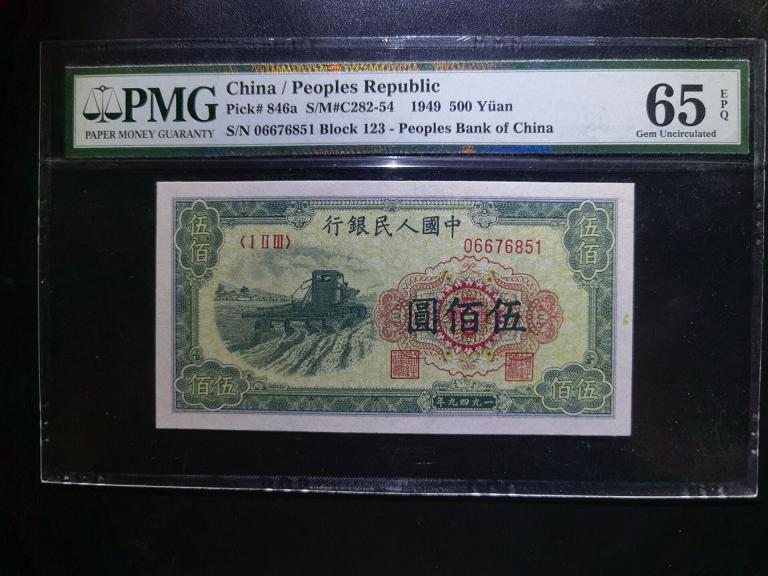 China / Peoples Republic
PMG
PAPER MONEY GUARANTY
Pick# 846a S/M#C282-54 1949 500 Yüan
S/N 06676851 Block 123 - Peoples Bank of China
65
EPQ
Gem Uncirculated
行銀民人國中
伍佰
伍佰
〈I II III〉
06676851
圓佰伍
佰伍
佰伍
年九四九一